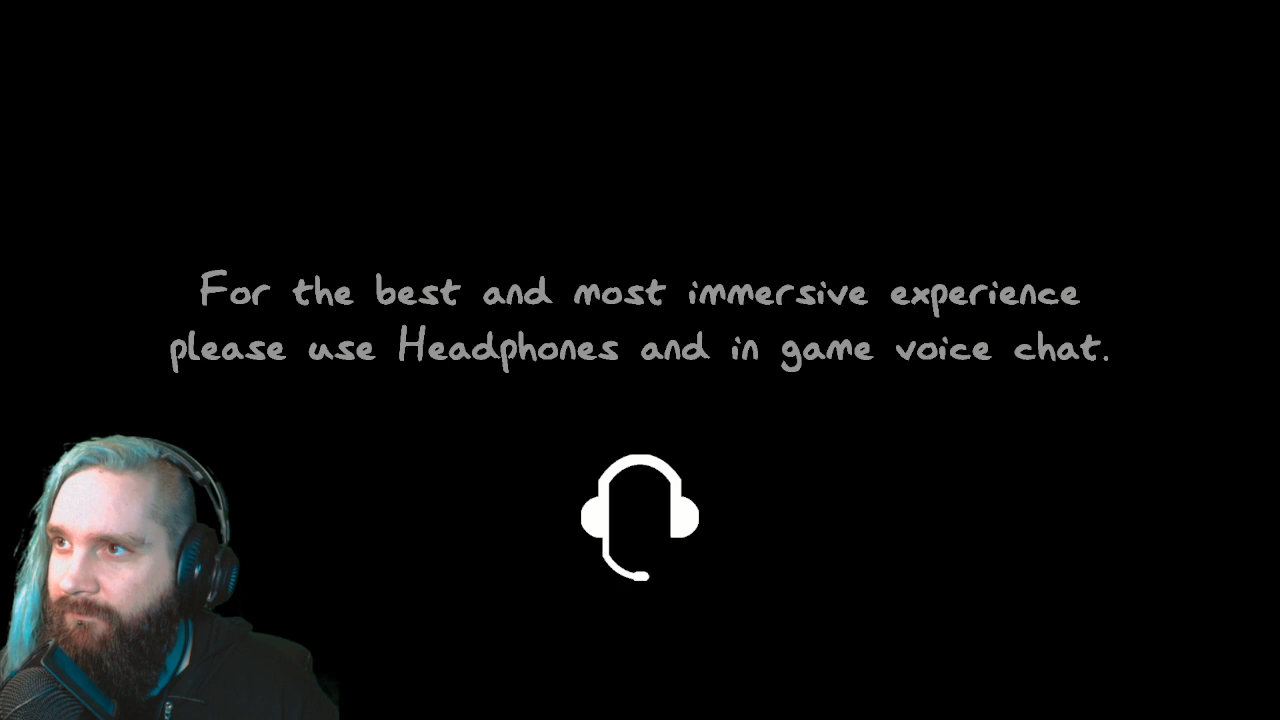 For the best and most immersive experience
please use Headphones and in game voice chat.